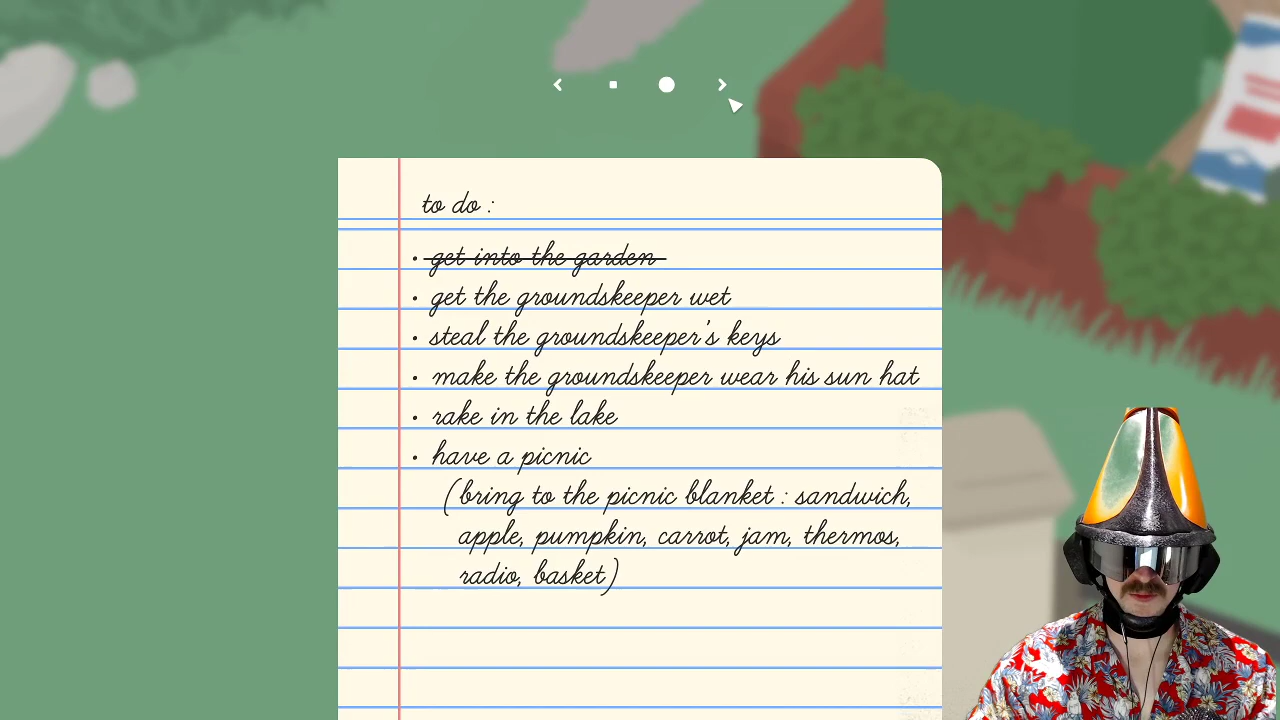 to do :
• get into the garden
• get the groundskeeper wet
• steal the groundskeeper's keys
• make the groundskeeper wear his sun hat
• rake in the lake
• have a picnic
(bring to the picnic blanket : sandwich,
apple, pumpkin, carrot, jam, thermos,
radio, basket)